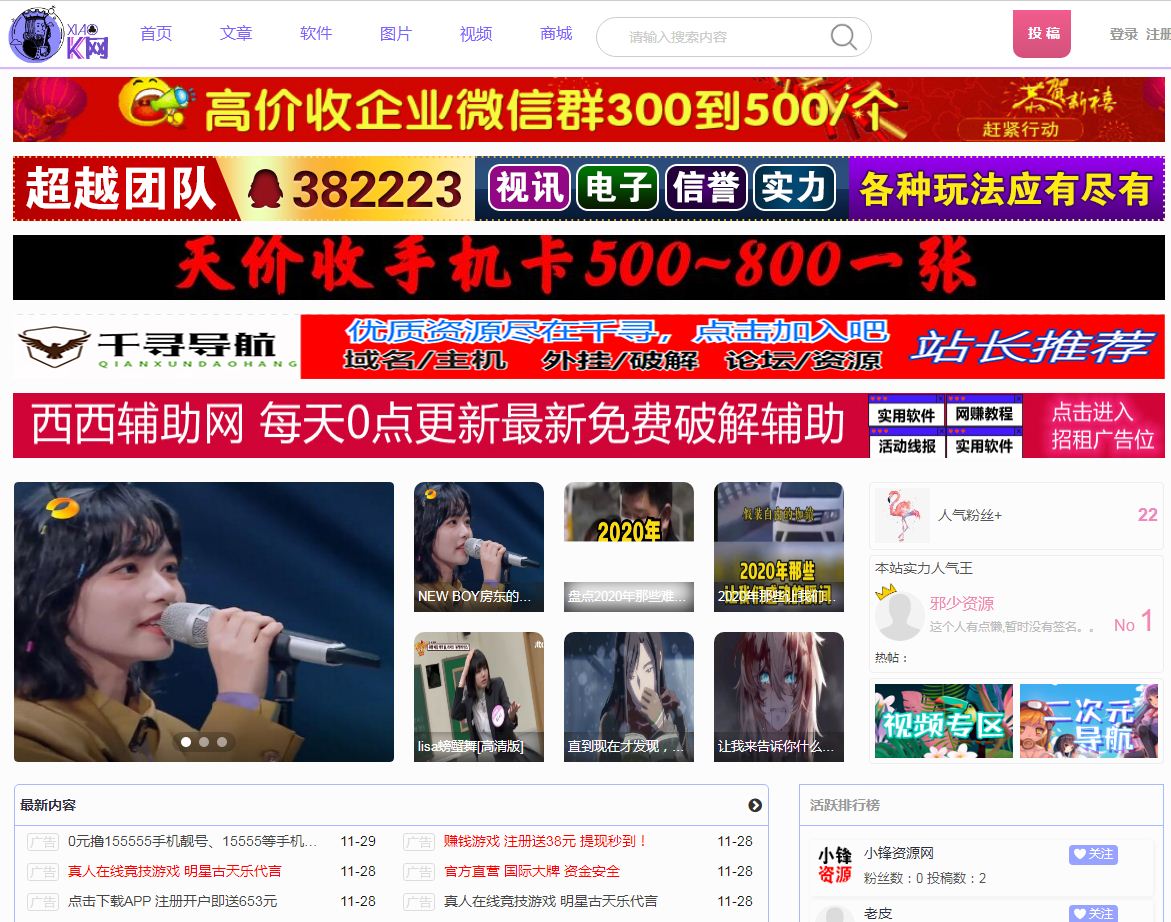 XIAO
K网
首页 文章 软件 图片 视频 商城
请输入搜索内容
投稿
登录 注册
高价收企业微信群300到500/个
恭贺新禧
赶紧行动
超越团队 382223 视讯 电子 信誉 实力 各种玩法应有尽有
天价收手机卡500~800一张
千寻导航
QIANXUNDAOHANG
优质资源尽在千寻，点击加入吧
域名/主机 外挂/破解 论坛/资源
站长推荐
西西辅助网 每天0点更新最新免费破解辅助
实用软件 网赚教程
活动线报 实用软件
点击进入
招租广告位
NEW BOY房东的...
2020年
盘点2020年那些难...
2020年那些
2020年那些让我们...
lisa螃蟹舞[高清版]
直到现在才发现，...
让我来告诉你什么...
人气粉丝+ 22
本站实力人气王
邪少资源
这个人有点懒,暂时没有签名。。
No 1
热帖：
视频专区
二次元
导航
最新内容
广告 0元撸155555手机靓号、15555等手机... 11-29
广告 赚钱游戏 注册送38元 提现秒到！ 11-28
广告 真人在线竞技游戏 明星古天乐代言 11-28
广告 官方直营 国际大牌 资金安全 11-28
广告 点击下载APP 注册开户即送653元 11-28
广告 真人在线竞技游戏 明星古天乐代言 11-28
活跃排行榜
小锋
资源
小锋资源网
关注
粉丝数：0 投稿数：2
老皮
关注